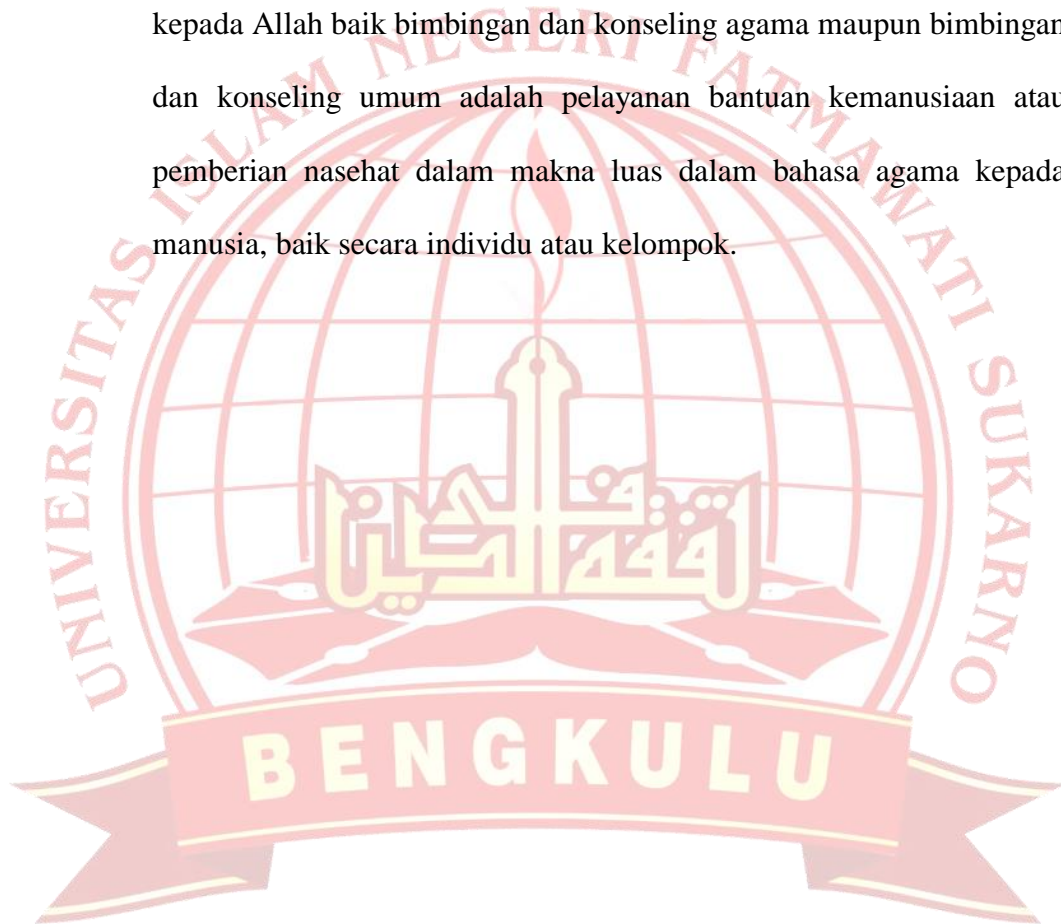 kepada Allah baik bimbingan dan konseling agama maupun bimbingan
dan konseling umum adalah pelayanan bantuan kemanusiaan atau
pemberian nasehat dalam makna luas dalam bahasa agama kepada
manusia, baik secara individu atau kelompok.
UNIVERSITAS ISLAM NEGERI FATMAWATI SUKARNO
BENGKULU